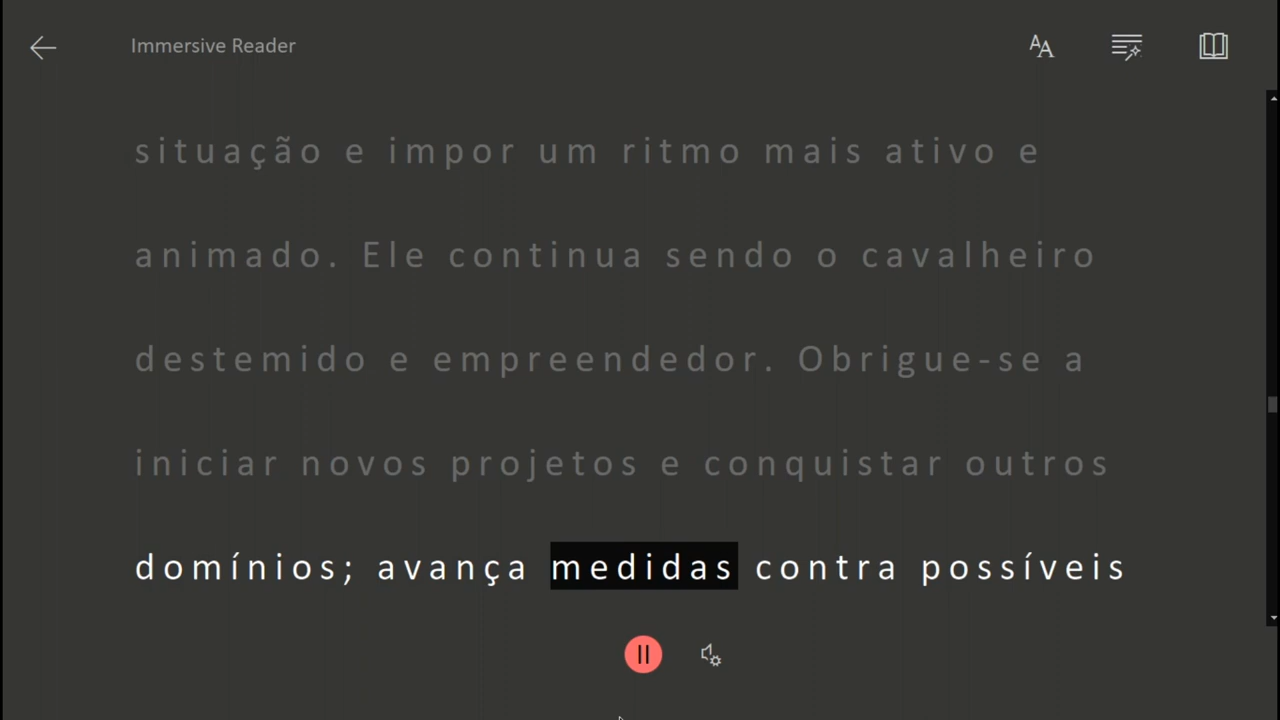 Immersive Reader
situação e impor um ritmo mais ativo e
animado. Ele continua sendo o cavalheiro
destemido e empreendedor. Obrigue-se a
iniciar novos projetos e conquistar outros
domínios; avança medidas contra possíveis